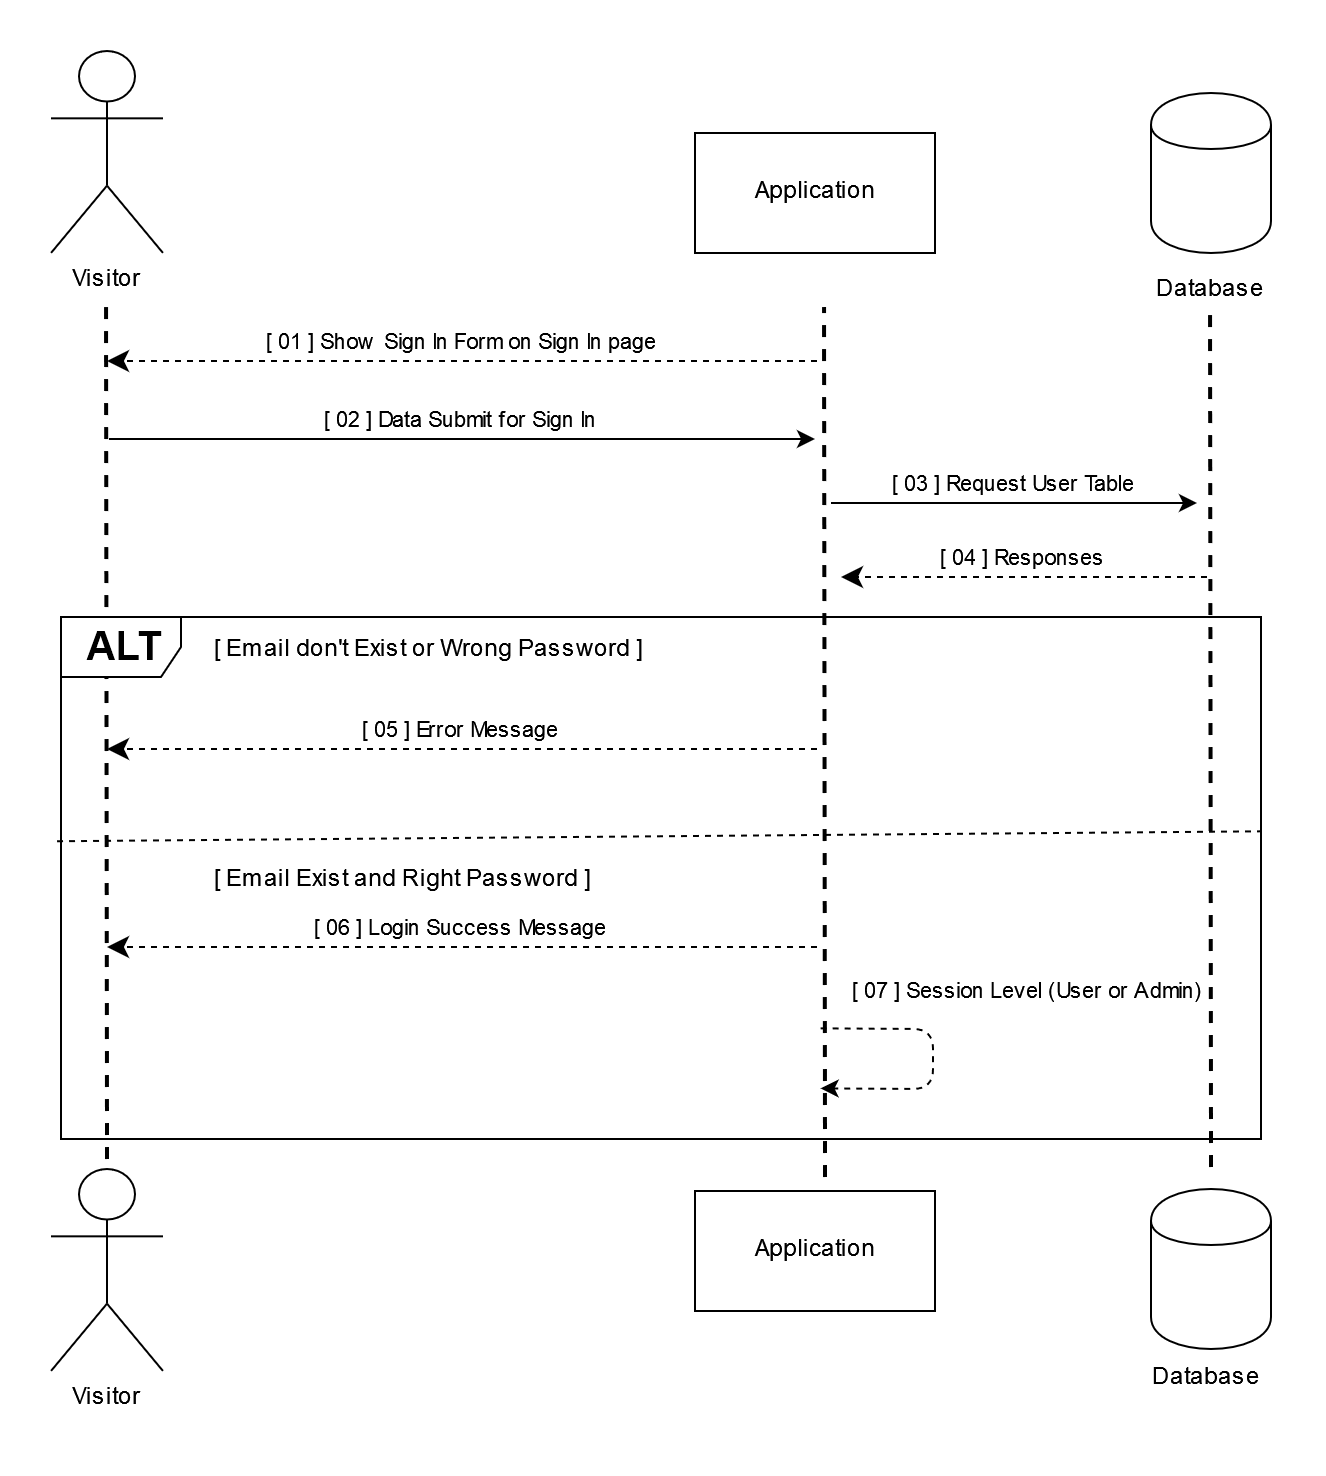 Application
Visitor
Database
[ 01 ] Show Sign In Form on Sign In page
[ 02 ] Data Submit for Sign In
[ 03 ] Request User Table
[ 04 ] Responses
ALT
[ Email don't Exist or Wrong Password ]
[ 05 ] Error Message
[ Email Exist and Right Password ]
[ 06 ] Login Success Message
[ 07 ] Session Level (User or Admin)
Application
Visitor
Database